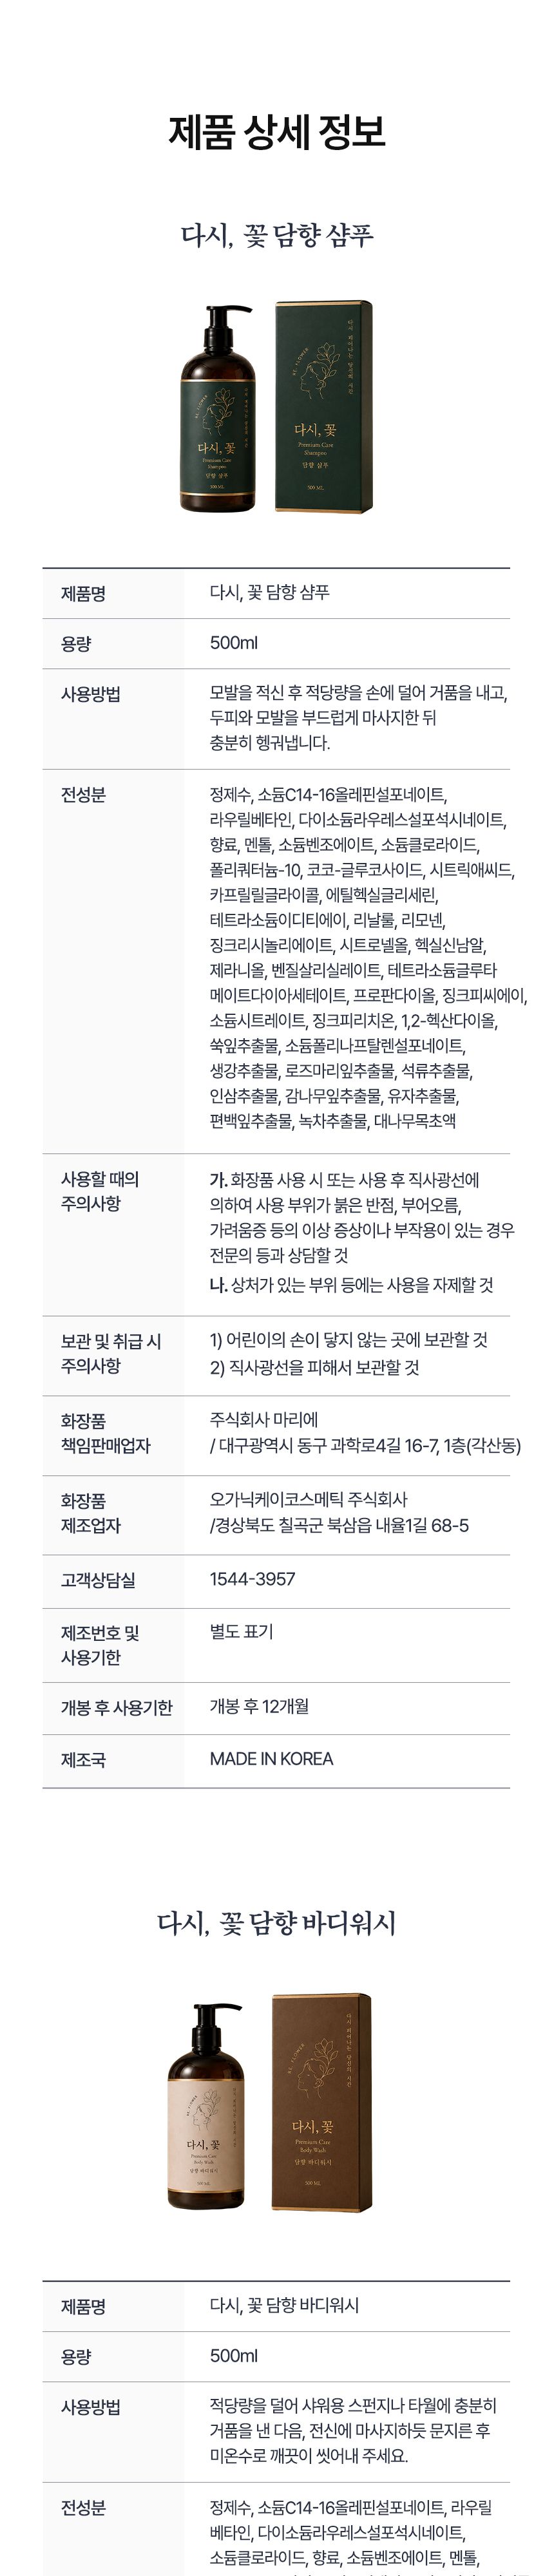 제품 상세 정보
다시, 꽃 담향 샴푸
RE, FLOWER
다시, 꽃
Premium Care
Shampoo
담향 샴푸
500 ML
RE, FLOWER
다시, 꽃
Premium Care
Shampoo
담향 샴푸
500 ML
제품명
다시, 꽃 담향 샴푸
용량
500ml
사용방법
모발을 적신 후 적당량을 손에 덜어 거품을 내고,
두피와 모발을 부드럽게 마사지한 뒤
충분히 헹궈냅니다.
전성분
정제수, 소듐C14-16올레핀설포네이트,
라우릴베타인, 다이소듐라우레스설포석시네이트,
향료, 멘톨, 소듐벤조에이트, 소듐클로라이드,
폴리쿼터늄-10, 코코-글루코사이드, 시트릭애씨드,
카프릴릴글라이콜, 에틸헥실글리세린,
테트라소듐이디티에이, 리날룰, 리모넨,
징크리시놀리에이트, 시트로넬올, 헥실신남알,
제라니올, 벤질살리실레이트, 테트라소듐글루타
메이트다이아세테이트, 프로판다이올, 징크피씨에이,
소듐시트레이트, 징크피리치온, 1,2-헥산다이올,
쑥잎추출물, 소듐폴리나프탈렌설포네이트,
생강추출물, 로즈마리잎추출물, 석류추출물,
인삼추출물, 감나무잎추출물, 유자추출물,
편백잎추출물, 녹차추출물, 대나무목초액
사용할 때의
주의사항
가. 화장품 사용 시 또는 사용 후 직사광선에
의하여 사용 부위가 붉은 반점, 부어오름,
가려움증 등의 이상 증상이나 부작용이 있는 경우
전문의 등과 상담할 것
나. 상처가 있는 부위 등에는 사용을 자제할 것
보관 및 취급 시
주의사항
1) 어린이의 손이 닿지 않는 곳에 보관할 것
2) 직사광선을 피해서 보관할 것
화장품
책임판매업자
주식회사 마리에
/ 대구광역시 동구 과학로4길 16-7, 1층(각산동)
화장품
제조업자
오가닉케이코스메틱 주식회사
/경상북도 칠곡군 북삼읍 내율1길 68-5
고객상담실
1544-3957
제조번호 및
사용기한
별도 표기
개봉 후 사용기한
개봉 후 12개월
제조국
MADE IN KOREA
다시, 꽃 담향 바디워시
RE, FLOWER
다시, 꽃
Premium Care
Body Wash
담향 바디워시
500 ML
RE, FLOWER
다시, 꽃
Premium Care
Body Wash
담향 바디워시
500 ML
제품명
다시, 꽃 담향 바디워시
용량
500ml
사용방법
적당량을 덜어 샤워용 스펀지나 타월에 충분히
거품을 낸 다음, 전신에 마사지하듯 문지른 후
미온수로 깨끗이 씻어내 주세요.
전성분
정제수, 소듐C14-16올레핀설포네이트, 라우릴
베타인, 다이소듐라우레스설포석시네이트,
소듐클로라이드, 향료, 소듐벤조에이트, 멘톨,